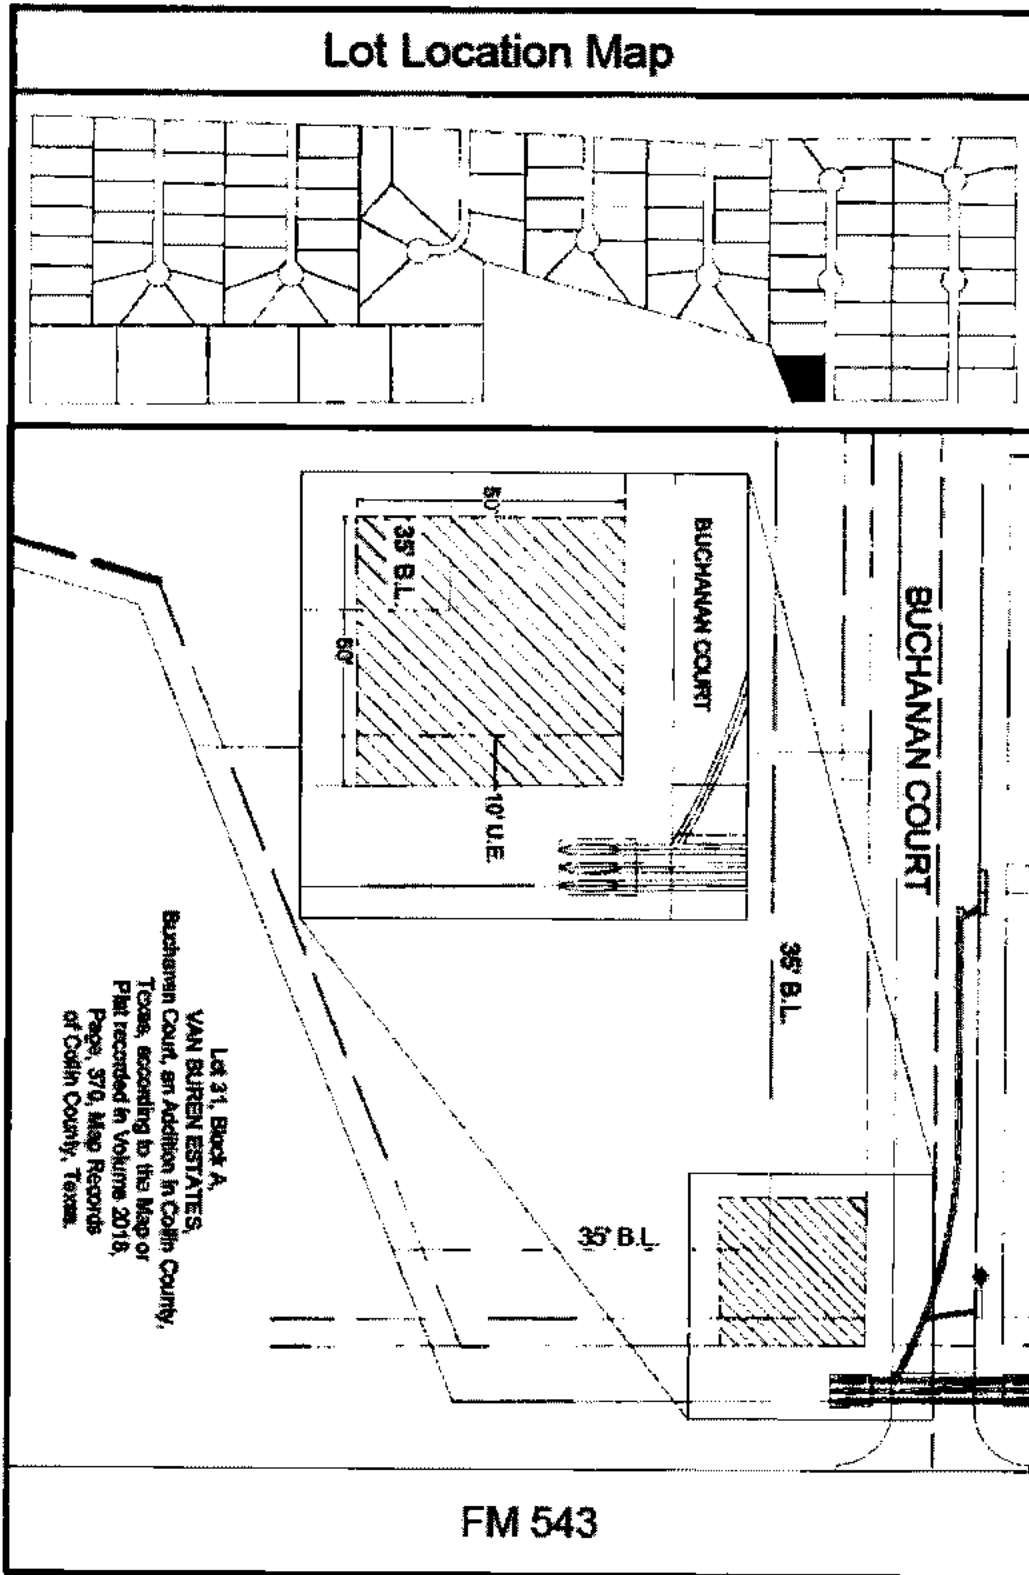 Lot Location Map
50'
35' B.L.
60'
10' U.E
BUCHANAN COURT
BUCHANAN COURT
35' B.L.
35' B.L.
Lot 31, Block A,
VAN BUREN ESTATES,
Buchanan Court, an Addition in Collin County,
Texas, according to the Map or
Plat recorded in Volume 2018,
Page, 370, Map Records
of Collin County, Texas.
FM 543